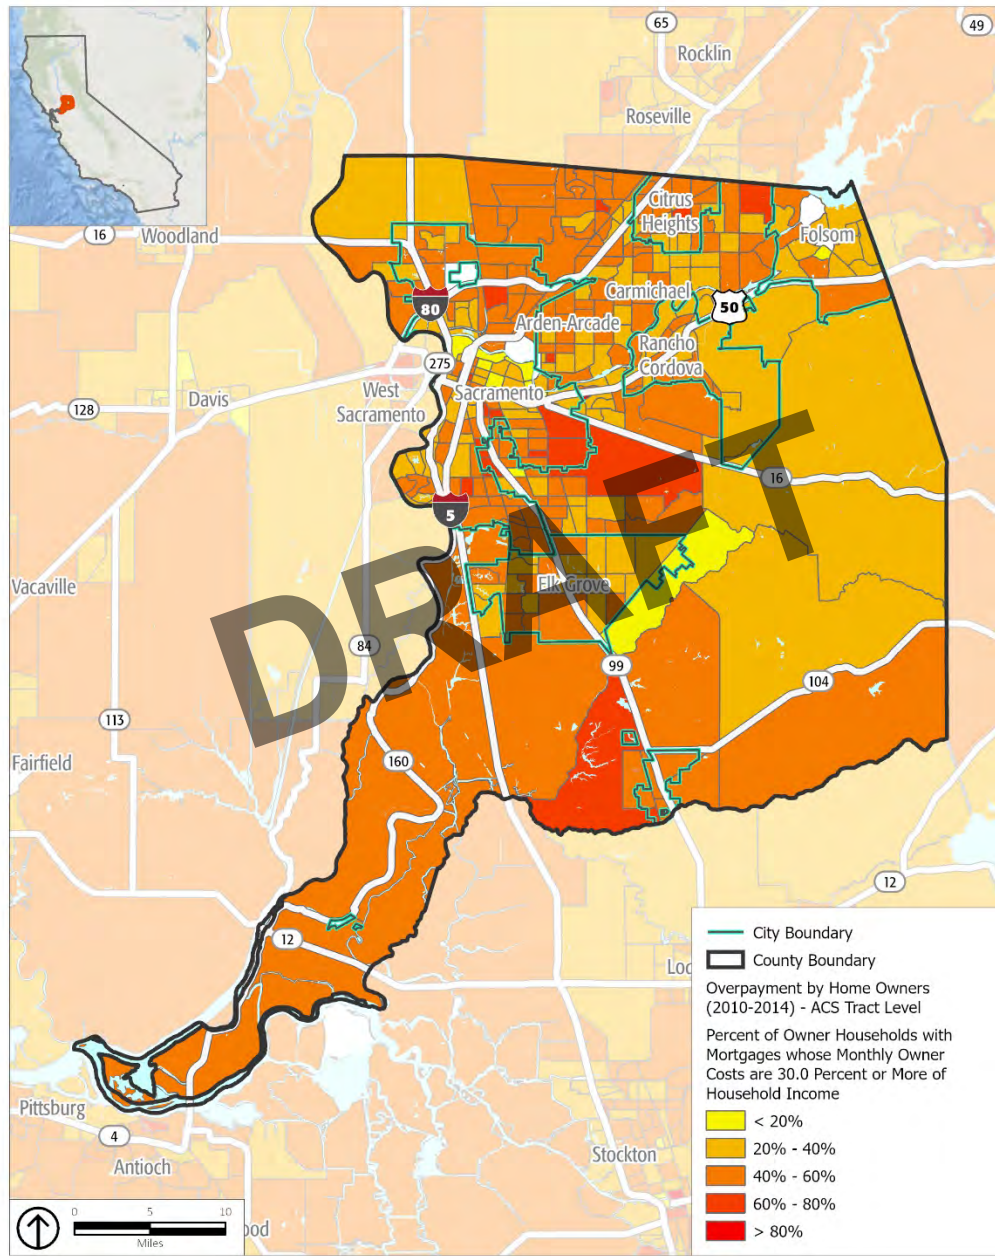 65
49
Rocklin
Roseville
Citrus
Heights
16
Woodland
Folsom
Carmichael
80
50
Arden-Arcade
Rancho
Cordova
275
Davis
West
Sacramento
Sacramento
128
16
5
DRAFT
Vacaville
Elk Grove
84
99
104
113
Fairfield
160
12
12
City Boundary
County Boundary
Overpayment by Home Owners
(2010-2014) - ACS Tract Level
Percent of Owner Households with
Mortgages whose Monthly Owner
Costs are 30.0 Percent or More of
Household Income
< 20%
20% - 40%
40% - 60%
60% - 80%
> 80%
Pittsburg
4
Antioch
Stockton
0 5 10
Miles